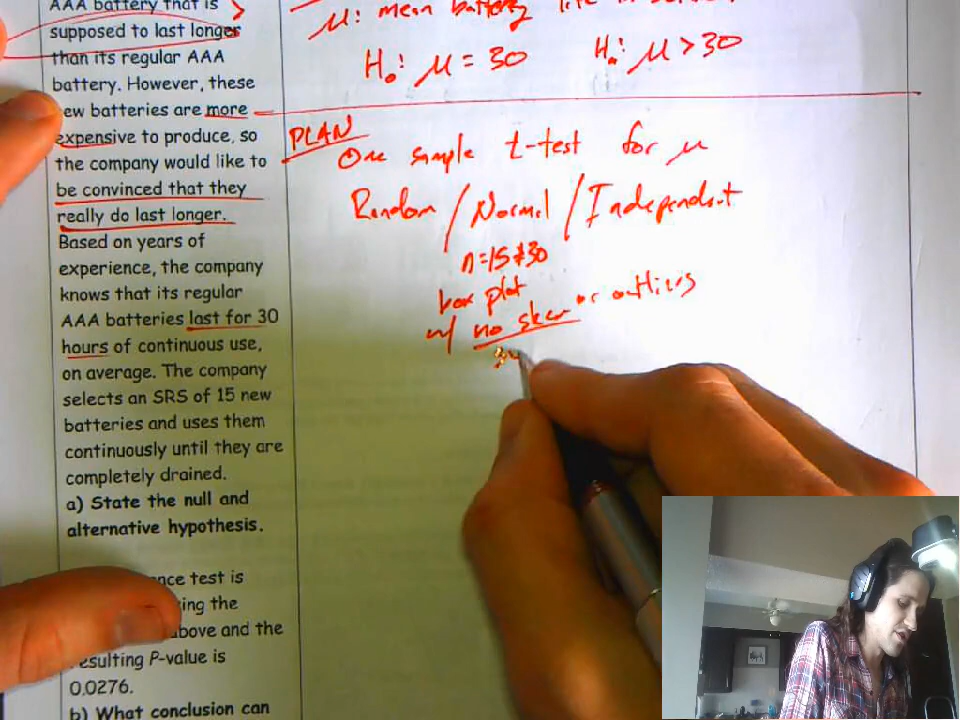 AAA battery that is
supposed to last longer
than its regular AAA
battery. However, these
ew batteries are more
expensive to produce, so
the company would like to
be convinced that they
really do last longer.
Based on years of
experience, the company
knows that its regular
AAA batteries last for 30
hours of continuous use,
on average. The company
selects an SRS of 15 new
batteries and uses them
continuously until they are
completely drained.
a) State the null and
alternative hypothesis.
nce test is
ing the
above and the
esulting P-value is
0.0276.
b) What conclusion can
μ: mean battery life in
H₀: μ = 30 Hₐ: μ > 30
PLAN
One sample t-test for μ
Random / Normal / Independent
n=15≱30
box plot
w/ no skew or outliers